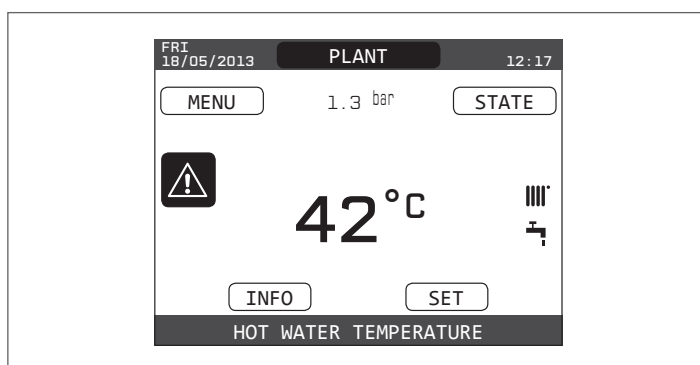 FRI
18/05/2013 PLANT 12:17
MENU 1.3 bar STATE
42°C
INFO SET
HOT WATER TEMPERATURE